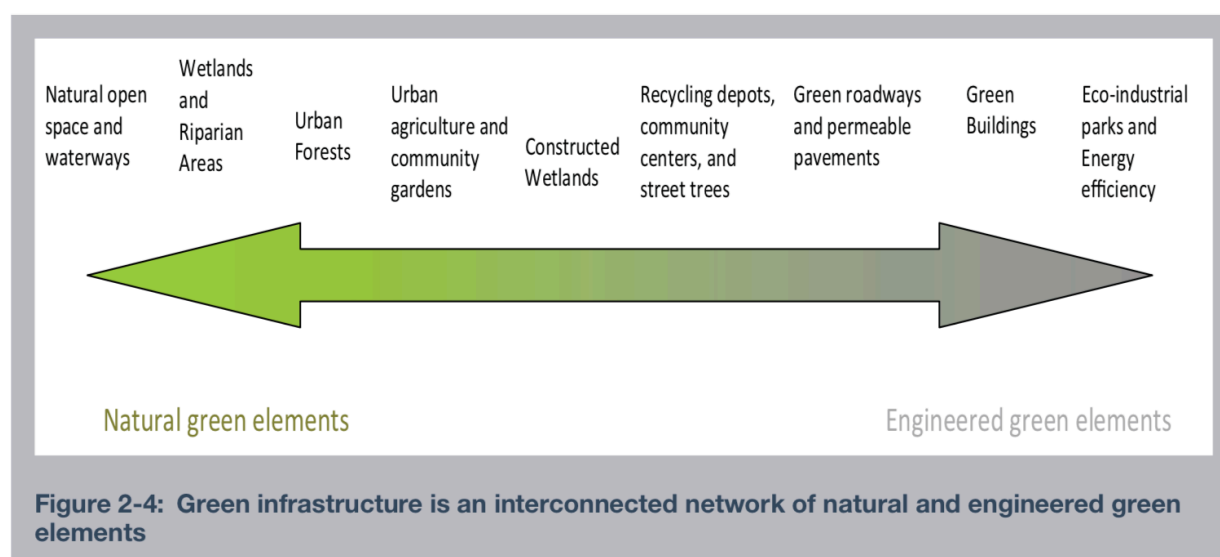 Natural open
space and
waterways
Wetlands
and
Riparian
Areas
Urban
Forests
Urban
agriculture and
community
gardens
Constructed
Wetlands
Recycling depots,
community
centers, and
street trees
Green roadways
and permeable
pavements
Green
Buildings
Eco-industrial
parks and
Energy
efficiency
Natural green elements
Engineered green elements
Figure 2-4: Green infrastructure is an interconnected network of natural and engineered green
elements